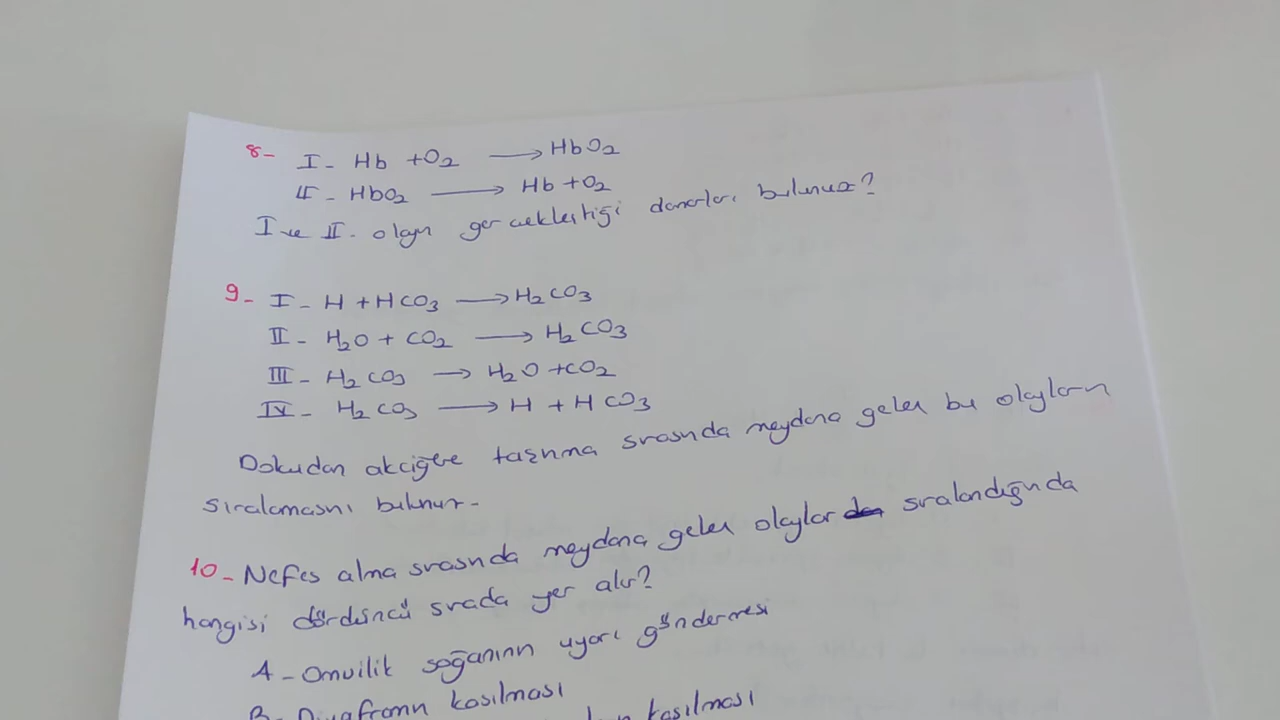 8- I- Hb +O2 → HbO2
II- HbO2 → Hb +O2
I ve II. olayın gerçekleştiği damarları bulunuz?
9- I- H + HCO3 → H2CO3
II- H2O + CO2 → H2CO3
III- H2CO3 → H2O +CO2
IV- H2CO3 → H + HCO3
Dokudan akciğere taşınma sırasında meydana gelen bu olayların
sıralamasını bulunuz.
10- Nefes alma sırasında meydana gelen olaylar sıralandığında
hangisi dördüncü sırada yer alır?
A- Omurilik soğanının uyarı göndermesi
B- Diyaframın kasılması
kasılması